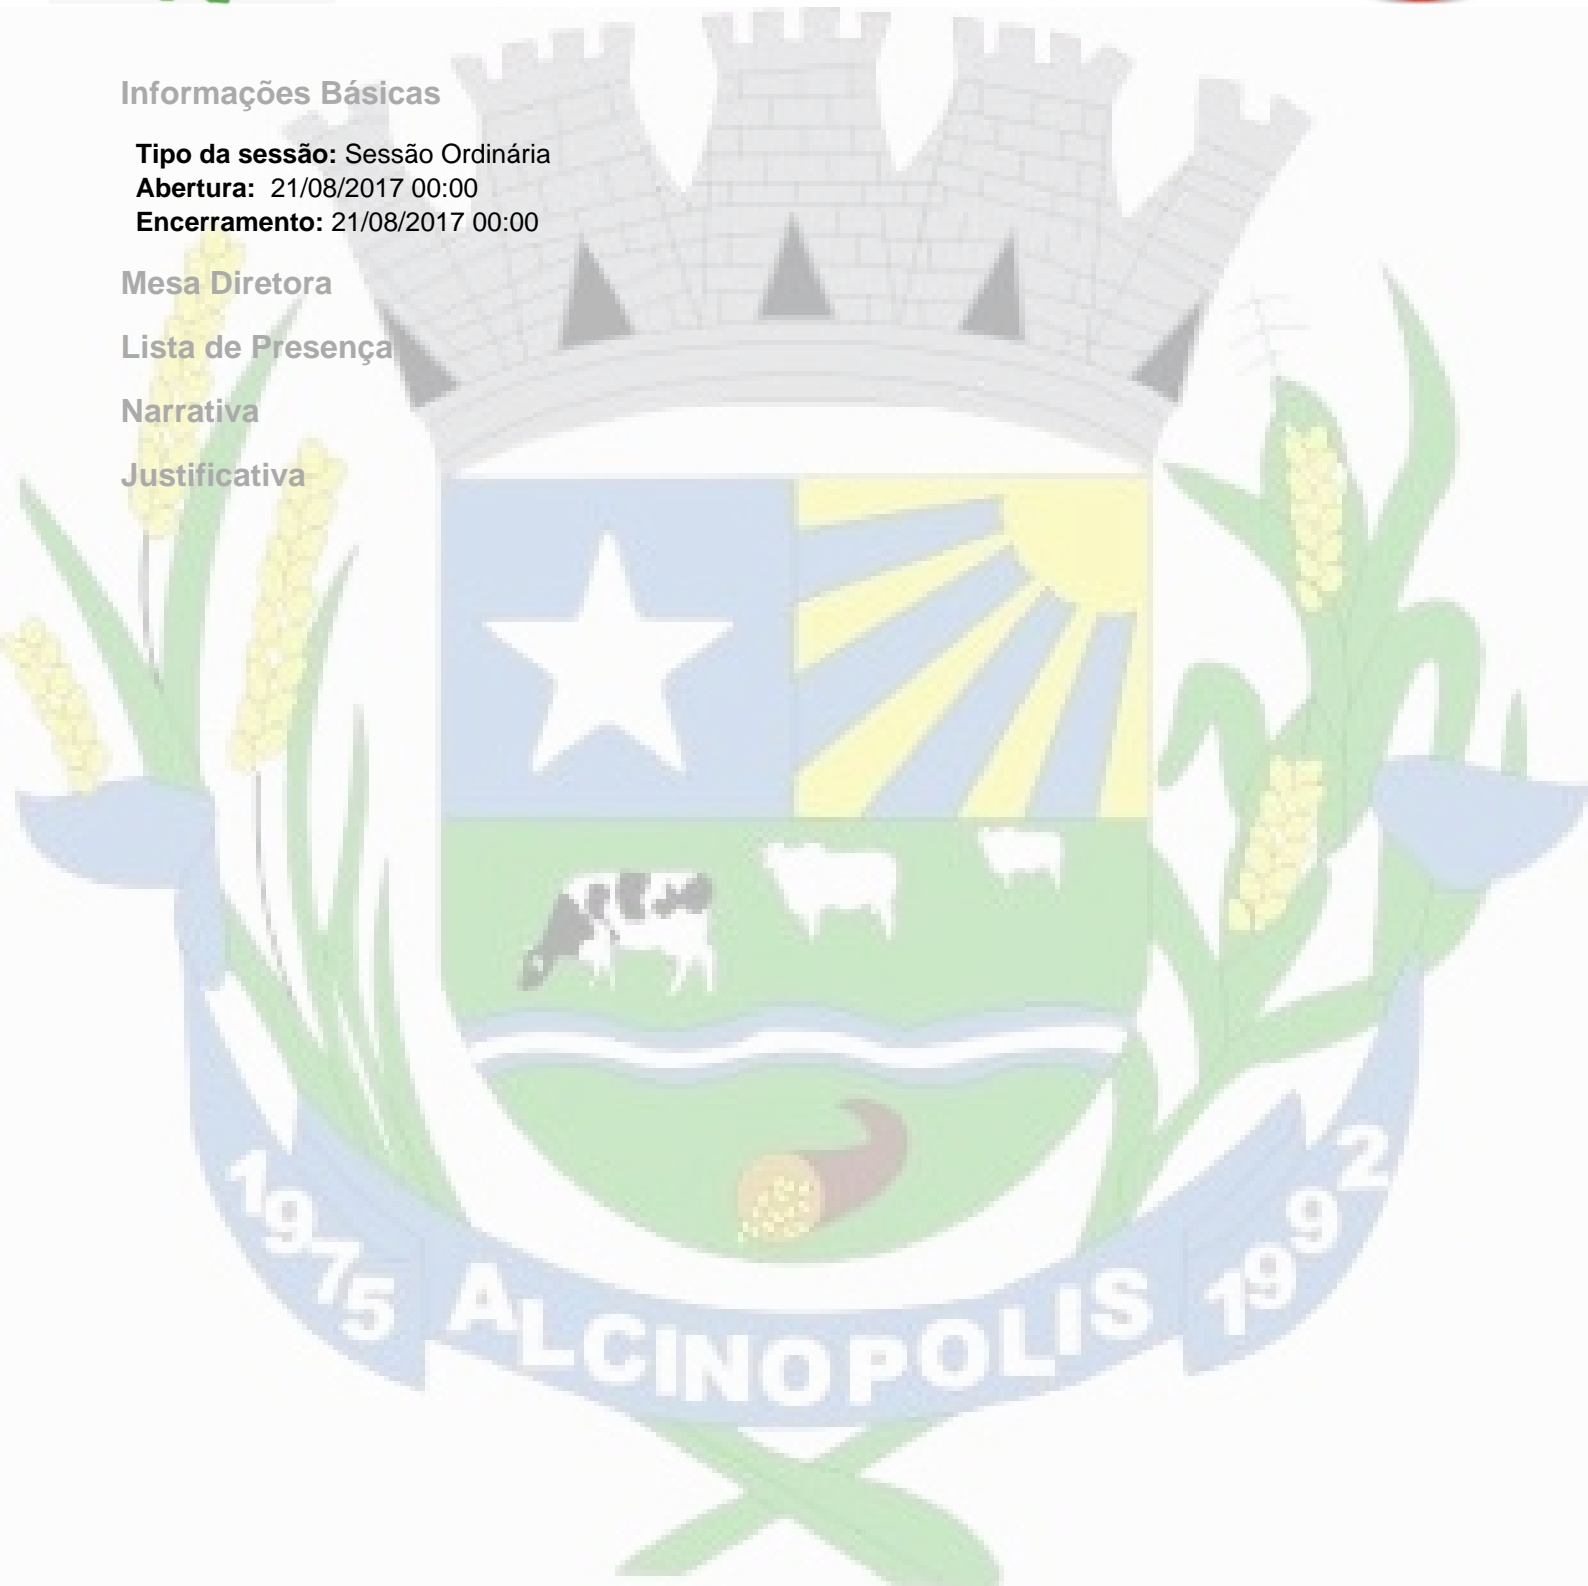 Informações Básicas
Tipo da sessão: Sessão Ordinária
Abertura: 21/08/2017 00:00
Encerramento: 21/08/2017 00:00
Mesa Diretora
Lista de Presença
Narrativa
Justificativa
1975 ALCINOPOLIS 1992